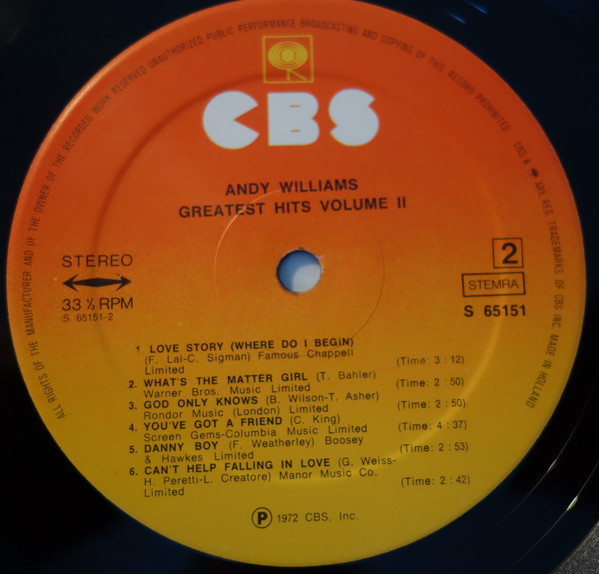 ALL RIGHTS OF THE MANUFACTURER AND OF THE OWNER OF THE RECORDED WORK RESERVED UNAUTHORIZED PUBLIC PERFORMANCE BROADCASTING AND COPYING OF THIS RECORD PROHIBITED
CBS & ARE REG. TRADEMARKS OF CBS INC. MADE IN HOLLAND
CBS
ANDY WILLIAMS
GREATEST HITS VOLUME II
STEREO
33 ⅓ RPM
S 65151-2
2
STEMRA
S 65151
1. LOVE STORY (WHERE DO I BEGIN)
(F. Lai-C. Sigman) Famous Chappell
Limited (Time: 3:12)
2. WHAT'S THE MATTER GIRL (T. Bahler)
Warner Bros. Music Limited (Time: 2:50)
3. GOD ONLY KNOWS (B. Wilson-T. Asher)
Rondor Music (London) Limited (Time: 2:50)
4. YOU'VE GOT A FRIEND (C. King)
Screen Gems-Columbia Music Limited (Time: 4:37)
5. DANNY BOY (F. Weatherley) Boosey
& Hawkes Limited (Time: 2:53)
6. CAN'T HELP FALLING IN LOVE (G. Weiss-
H. Peretti-L. Creatore) Manor Music Co.
Limited (Time: 2:42)
Ⓟ 1972 CBS, Inc.